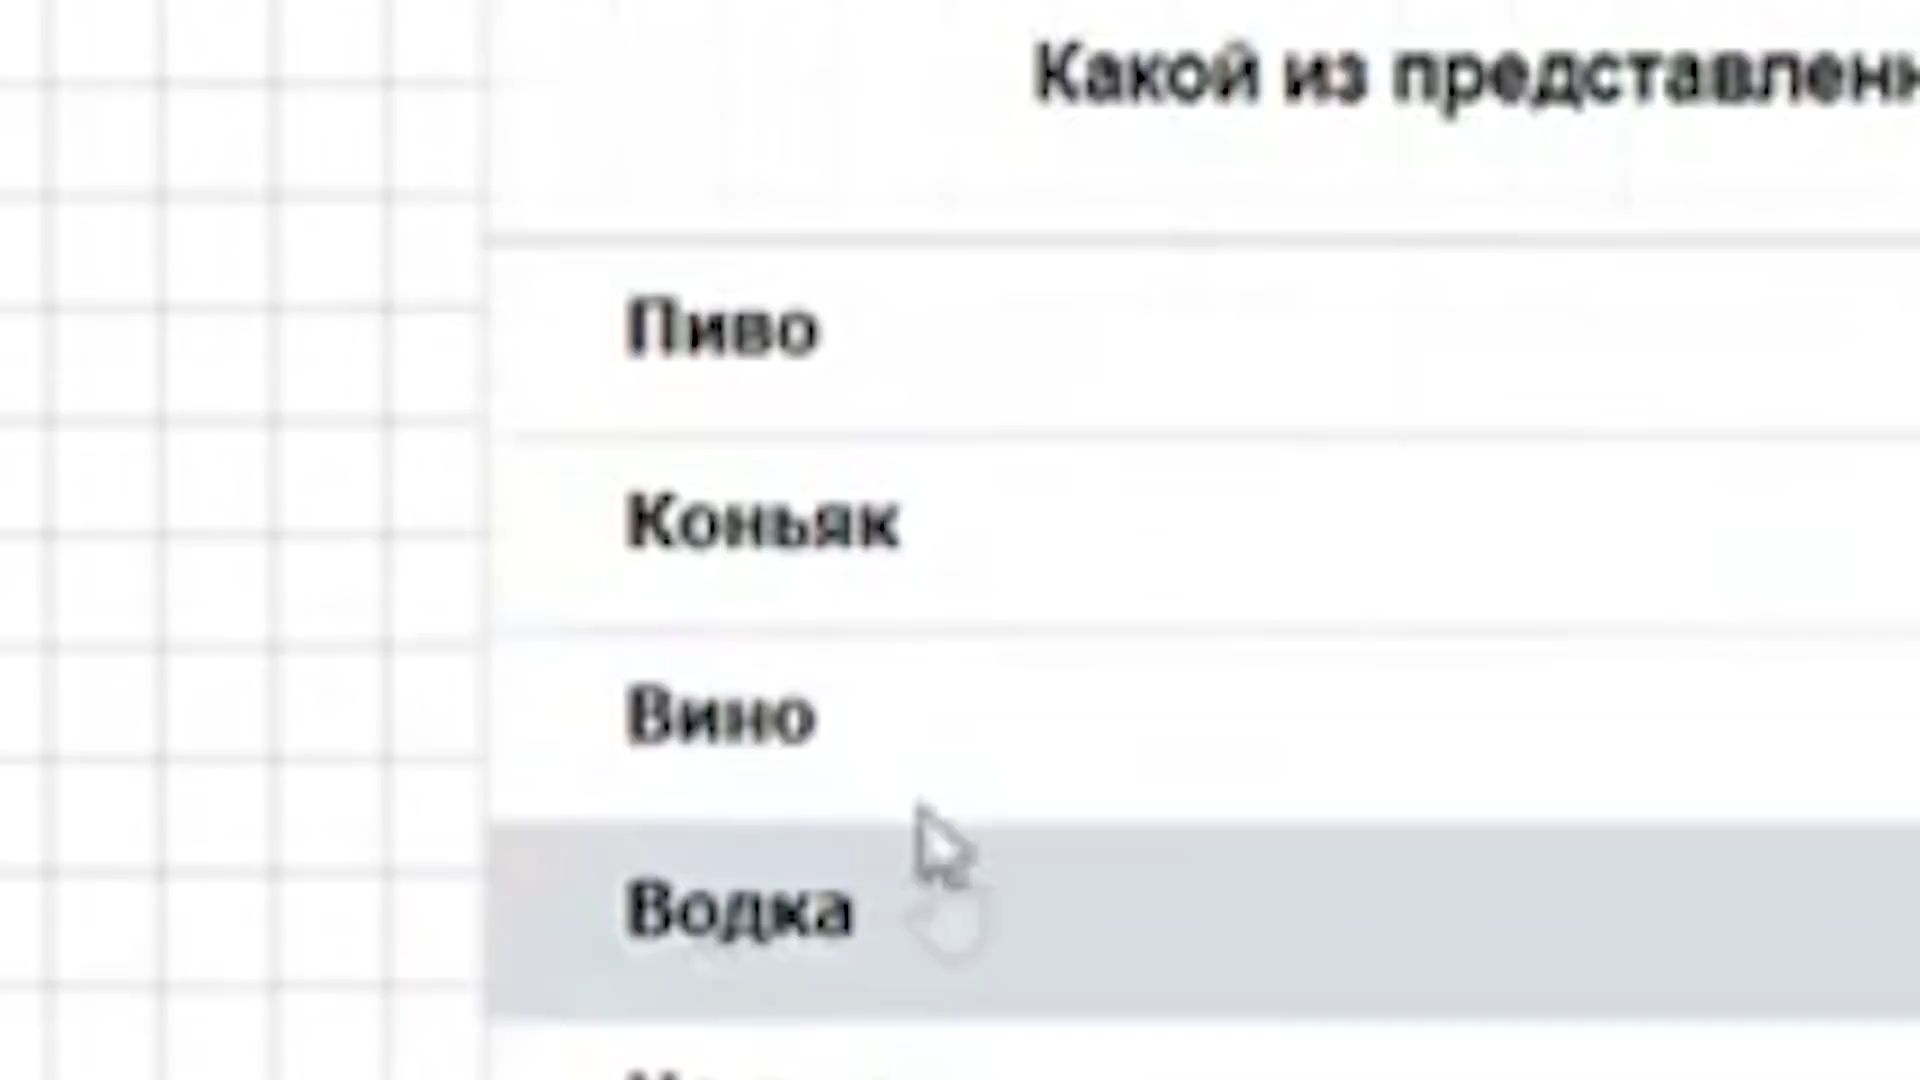 Какой из представлен
Пиво
Коньяк
Вино
Водка